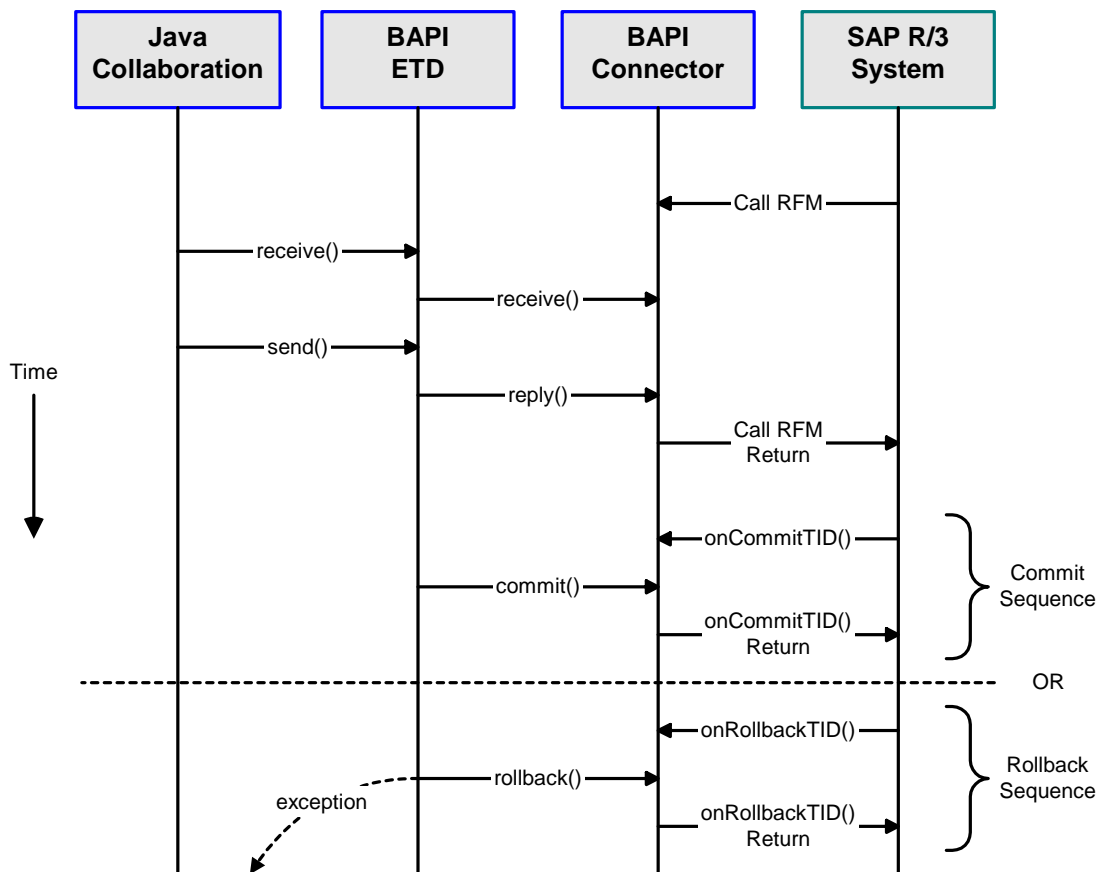 Java
Collaboration
BAPI
ETD
BAPI
Connector
SAP R/3
System
Call RFM
receive()
receive()
send()
Time
reply()
Call RFM
Return
onCommitTID()
commit()
Commit
Sequence
onCommitTID()
Return
OR
onRollbackTID()
rollback()
Rollback
Sequence
exception
onRollbackTID()
Return